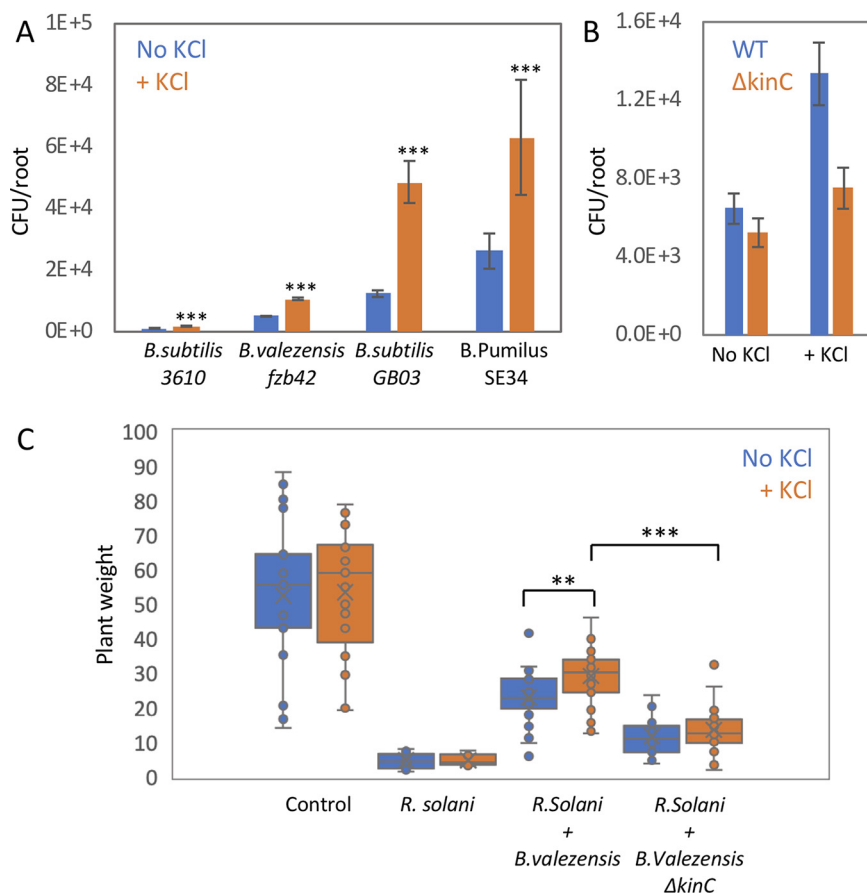 A
No KCl
+ KCl
CFU/root
1E+5
8E+4
6E+4
4E+4
2E+4
0E+0
***
***
***
***
B.subtilis
3610
B.valezensis
fzb42
B.subtilis
GB03
B.Pumilus
SE34
B
WT
ΔkinC
CFU/root
1.6E+4
1.2E+4
8.0E+3
4.0E+3
0.0E+0
No KCl
+ KCl
C
No KCl
+ KCl
Plant weight
100
90
80
70
60
50
40
30
20
10
0
**
***
Control
R. solani
R.Solani
+
B.valezensis
R.Solani
+
B.Valezensis
ΔkinC